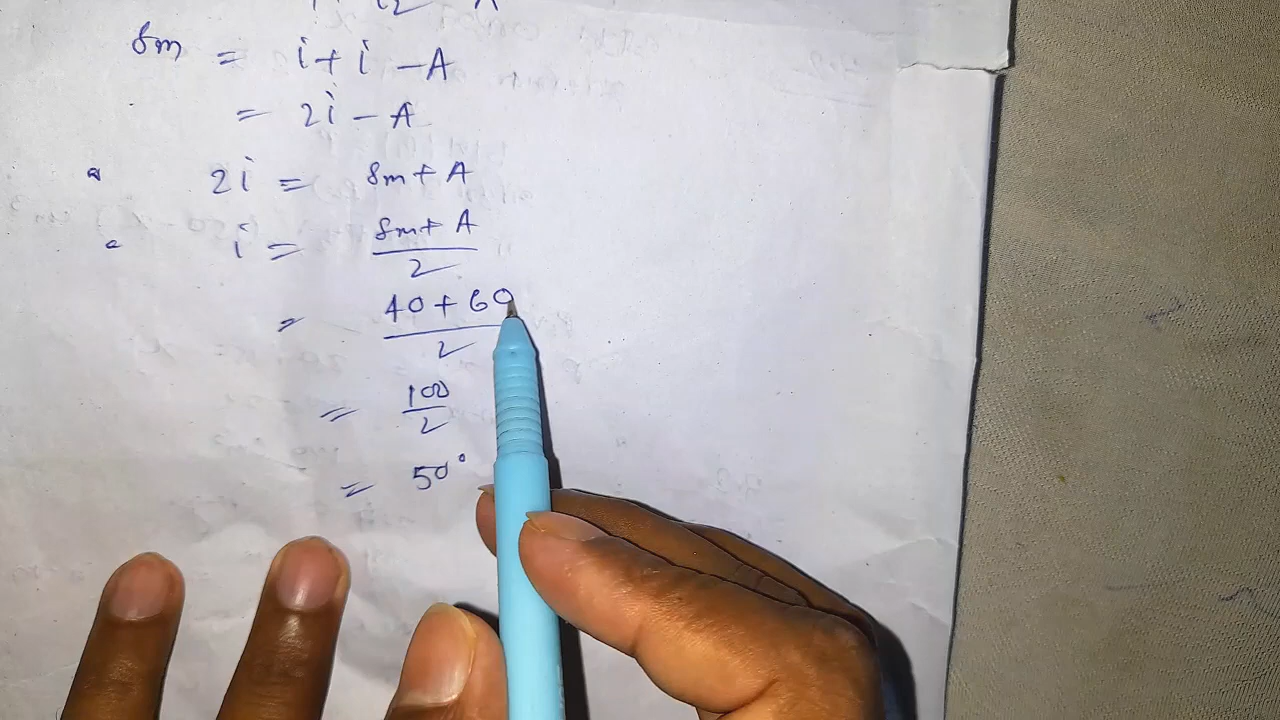 δm = i + i - A
= 2i - A
2i = δm + A
i = δm + A / 2
= 40 + 60 / 2
= 100 / 2
= 50°